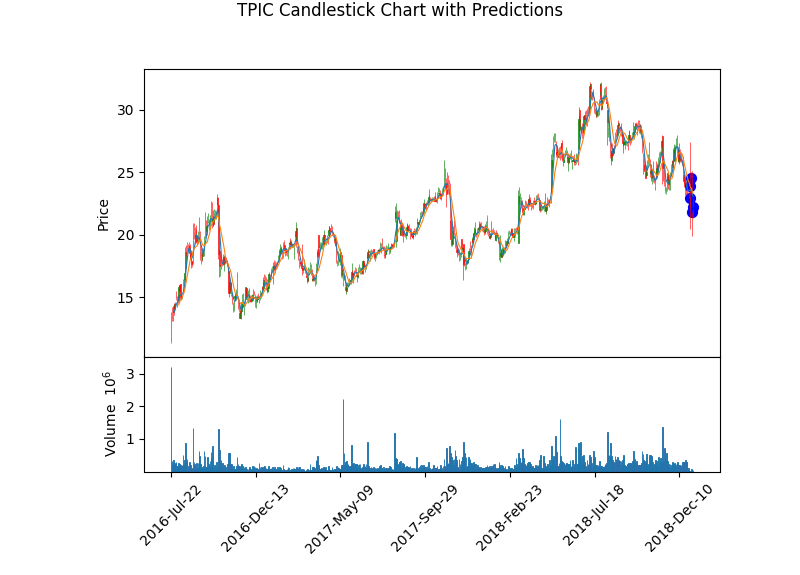 TPIC Candlestick Chart with Predictions
30
25
20
15
Price
3
2
1
Volume 10^6
2016-Jul-22
2016-Dec-13
2017-May-09
2017-Sep-29
2018-Feb-23
2018-Jul-18
2018-Dec-10